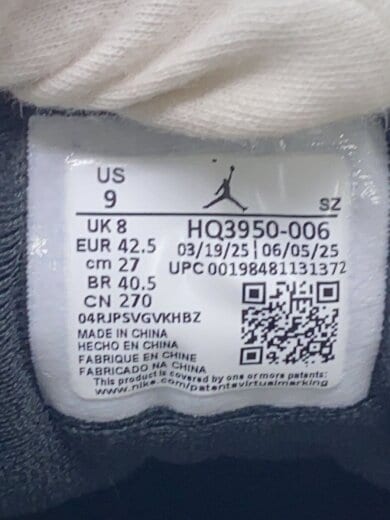 US
9
SZ
UK 8
HQ3950-006
EUR 42.5
03/19/25 | 06/05/25
cm 27
UPC 00198481131372
BR 40.5
CN 270
04RJPSVGVKHBZ
MADE IN CHINA
HECHO EN CHINA
FABRIQUE EN CHINE
FABRICADO NA CHINA
This product is covered by one or more patents:
www.nike.com/patentsvirtualmarking